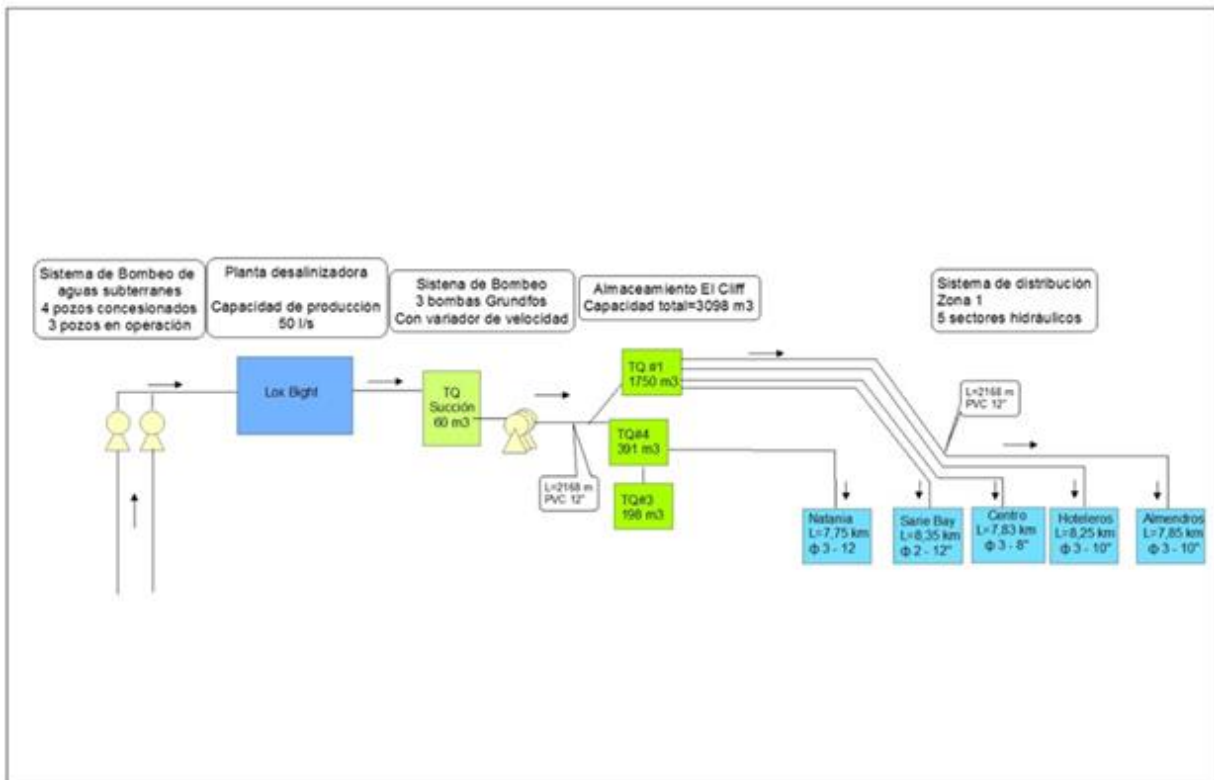 Sistema de Bombeo de
aguas subterranes
4 pozos concesionados
3 pozos en operación
Planta desalinizadora
Capacidad de producción
50 l/s
Sistena de Bombeo
3 bombas Grundfos
Con variador de velocidad
Almaceamiento El Cliff
Capacidad total=3098 m3
Sistema de distribución
Zona 1
5 sectores hidráulicos
Lox Bight
TQ
Succión
60 m3
L=2168 m
PVC 12"
TQ #1
1750 m3
TQ#4
391 m3
TQ#3
198 m3
L=2168 m
PVC 12"
Natania
L=7,75 km
Φ 3 - 12
Sarie Bay
L=8,35 km
Φ 2 - 12"
Centro
L=7,83 km
Φ 3 - 8"
Hoteleros
L=8,25 km
Φ 3 - 10"
Almendros
L=7,85 km
Φ 3 - 10"